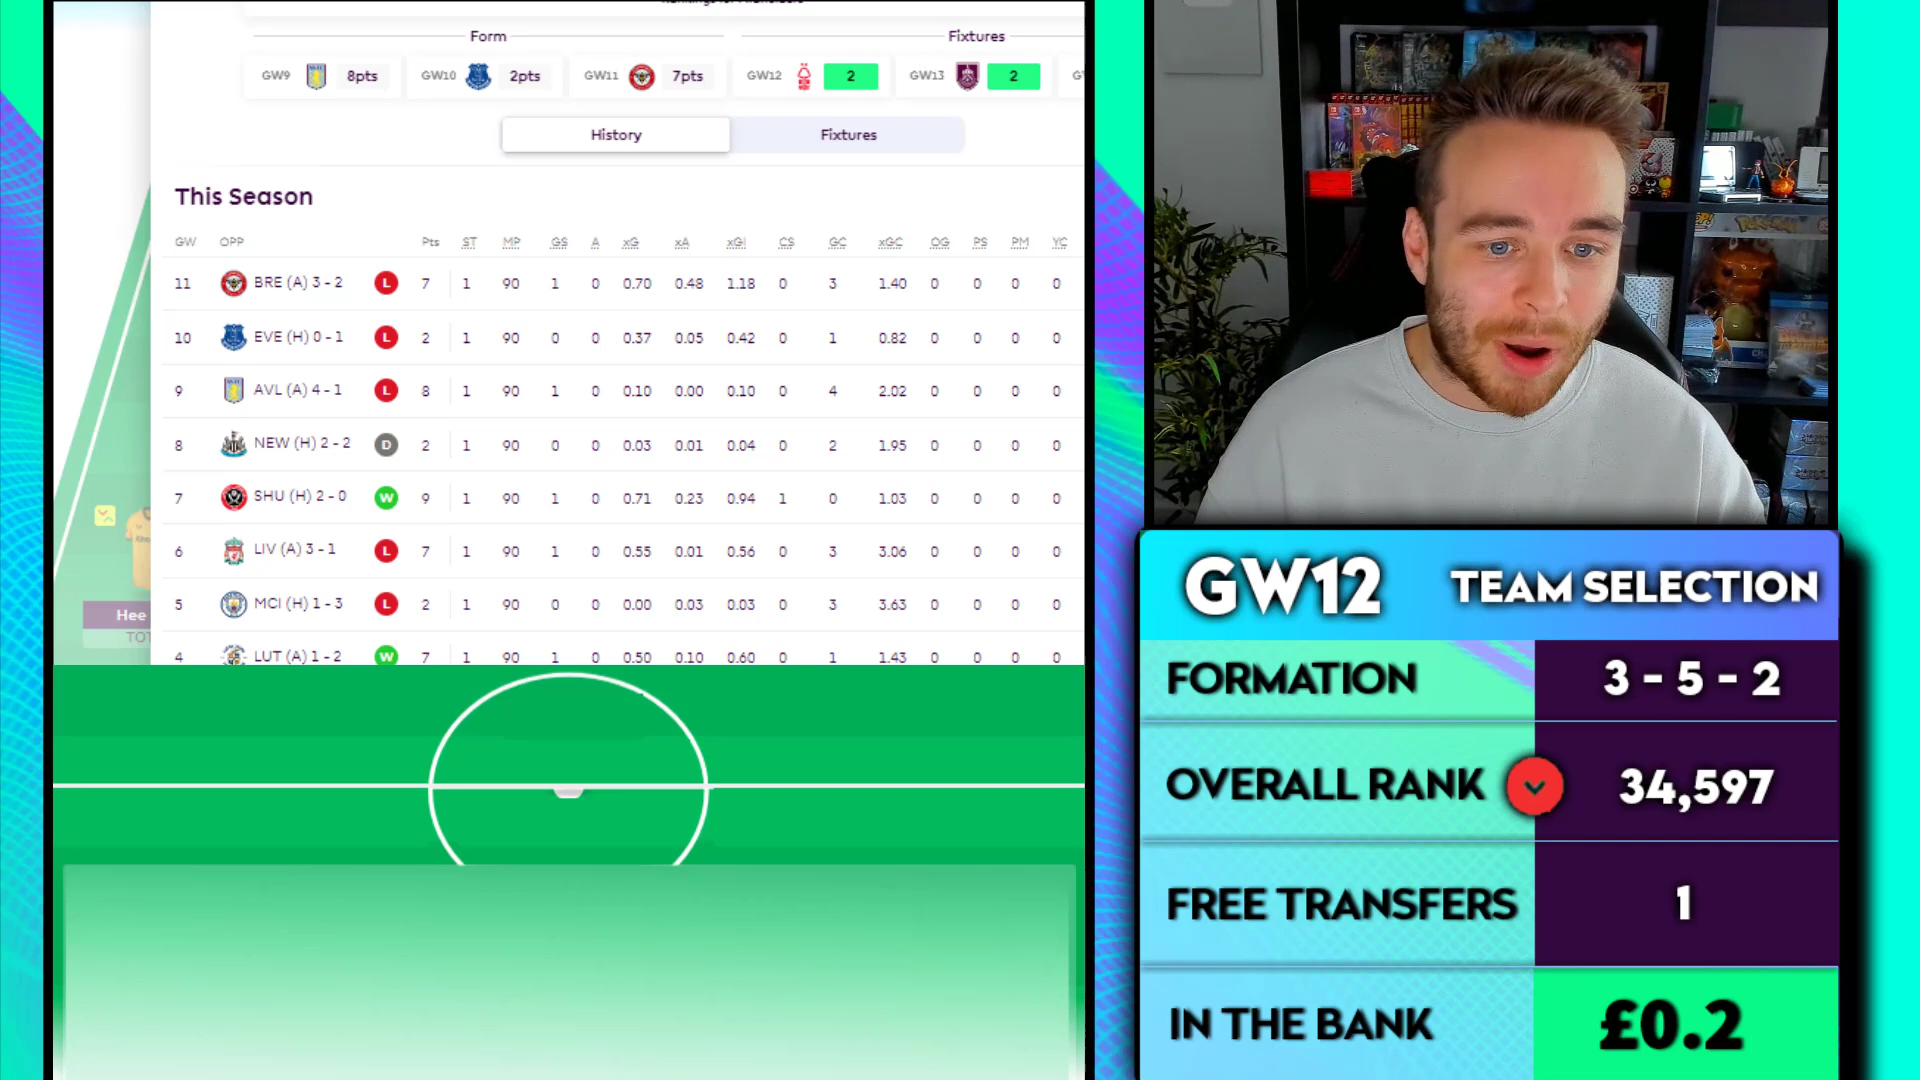 Form
Fixtures
GW9 8pts GW10 2pts GW11 7pts GW12 2 GW13 2
History Fixtures
This Season
GW OPP Pts ST MP GS A xG xA xGI CS GC xGC OG PS PM YC
11 BRE (A) 3 - 2 L 7 1 90 1 0 0.70 0.48 1.18 0 3 1.40 0 0 0 0
10 EVE (H) 0 - 1 L 2 1 90 0 0 0.37 0.05 0.42 0 1 0.82 0 0 0 0
9 AVL (A) 4 - 1 L 8 1 90 1 0 0.10 0.00 0.10 0 4 2.02 0 0 0 0
8 NEW (H) 2 - 2 D 2 1 90 0 0 0.03 0.01 0.04 0 2 1.95 0 0 0 0
7 SHU (H) 2 - 0 W 9 1 90 1 0 0.71 0.23 0.94 1 0 1.03 0 0 0 0
6 LIV (A) 3 - 1 L 7 1 90 1 0 0.55 0.01 0.56 0 3 3.06 0 0 0 0
5 MCI (H) 1 - 3 L 2 1 90 0 0 0.00 0.03 0.03 0 3 3.63 0 0 0 0
4 LUT (A) 1 - 2 W 7 1 90 1 0 0.50 0.10 0.60 0 1 1.43 0 0 0 0
Hee
TOT
GW12 TEAM SELECTION
FORMATION 3 - 5 - 2
OVERALL RANK 34,597
FREE TRANSFERS 1
IN THE BANK £0.2